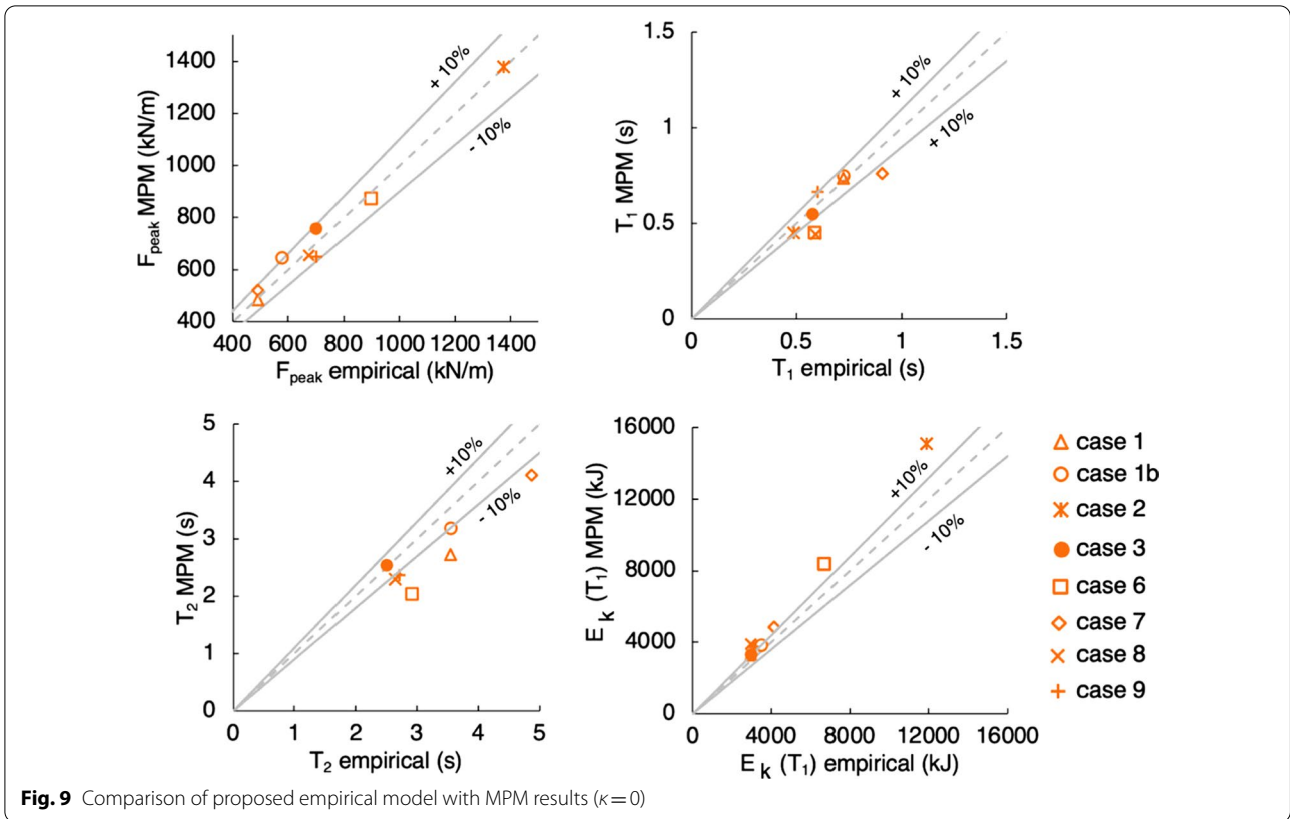 1400
1200
1000
800
600
400
F_peak MPM (kN/m)
+ 10%
- 10%
400 600 800 1000 1200 1400
F_peak empirical (kN/m)
1.5
1
0.5
0
T_1 MPM (s)
+ 10%
+ 10%
0 0.5 1 1.5
T_1 empirical (s)
5
4
3
2
1
0
T_2 MPM (s)
+10%
- 10%
0 1 2 3 4 5
T_2 empirical (s)
16000
12000
8000
4000
0
E_k (T_1) MPM (kJ)
+10%
- 10%
0 4000 8000 12000 16000
E_k (T_1) empirical (kJ)
case 1
case 1b
case 2
case 3
case 6
case 7
case 8
case 9
Fig. 9 Comparison of proposed empirical model with MPM results (κ=0)